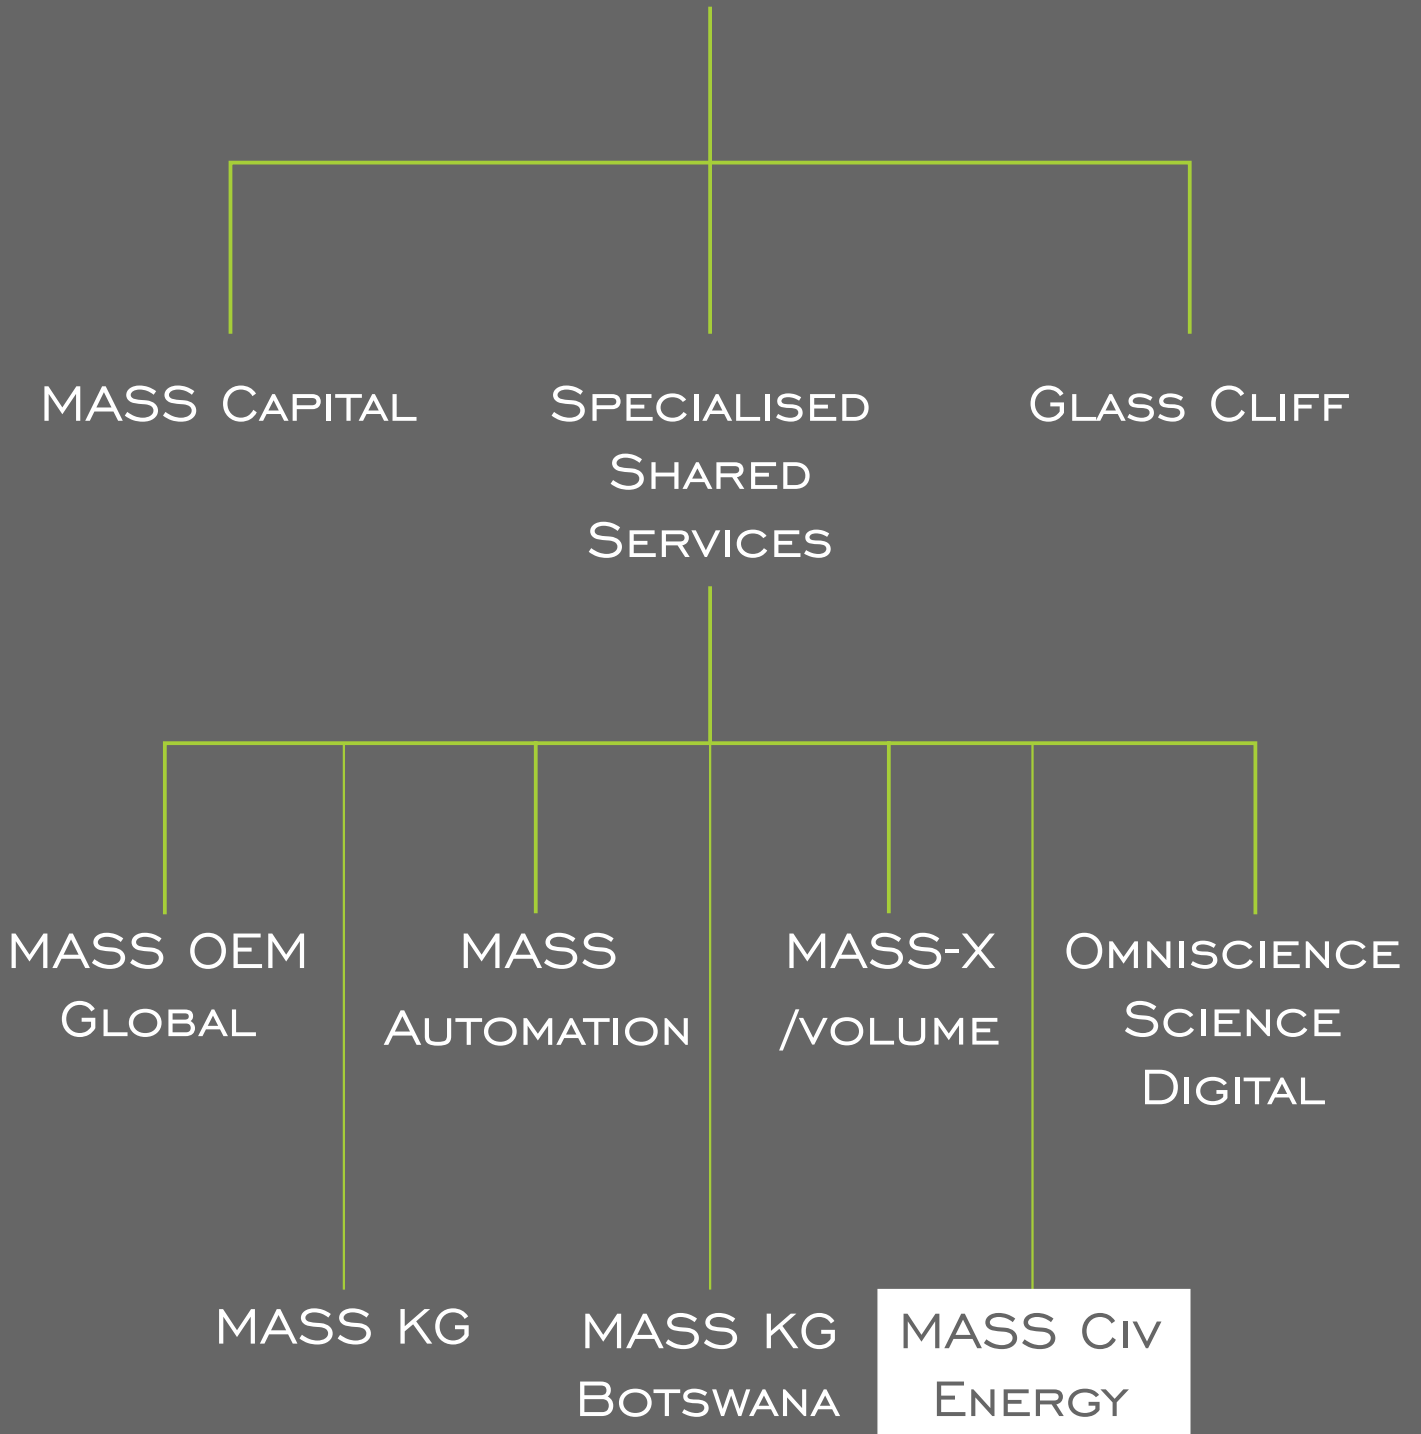 MASS Capital
Specialised
Shared
Services
Glass Cliff
MASS OEM
Global
MASS
Automation
MASS-X
/volume
Omniscience
Science
Digital
MASS KG
MASS KG
Botswana
MASS Civ
Energy